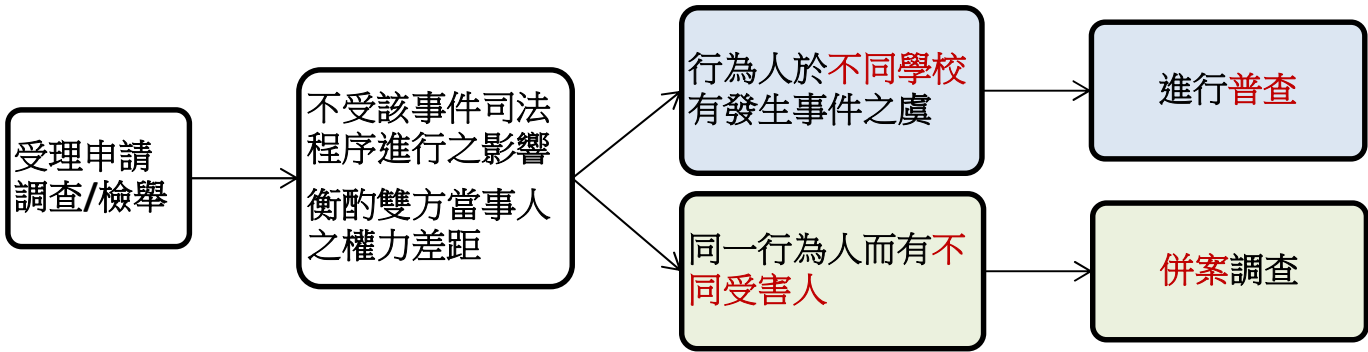 受理申請
調查/檢舉
不受該事件司法
程序進行之影響
衡酌雙方當事人
之權力差距
行為人於不同學校
有發生事件之虞
進行普查
同一行為人而有不
同受害人
併案調查